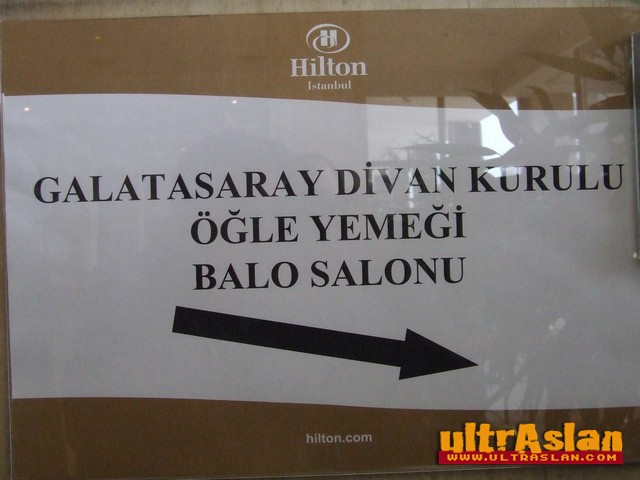 Hilton
Istanbul
GALATASARAY DİVAN KURULU
ÖĞLE YEMEĞİ
BALO SALONU
hilton.com
ultrAslan
WWW.ULTRASLAN.COM